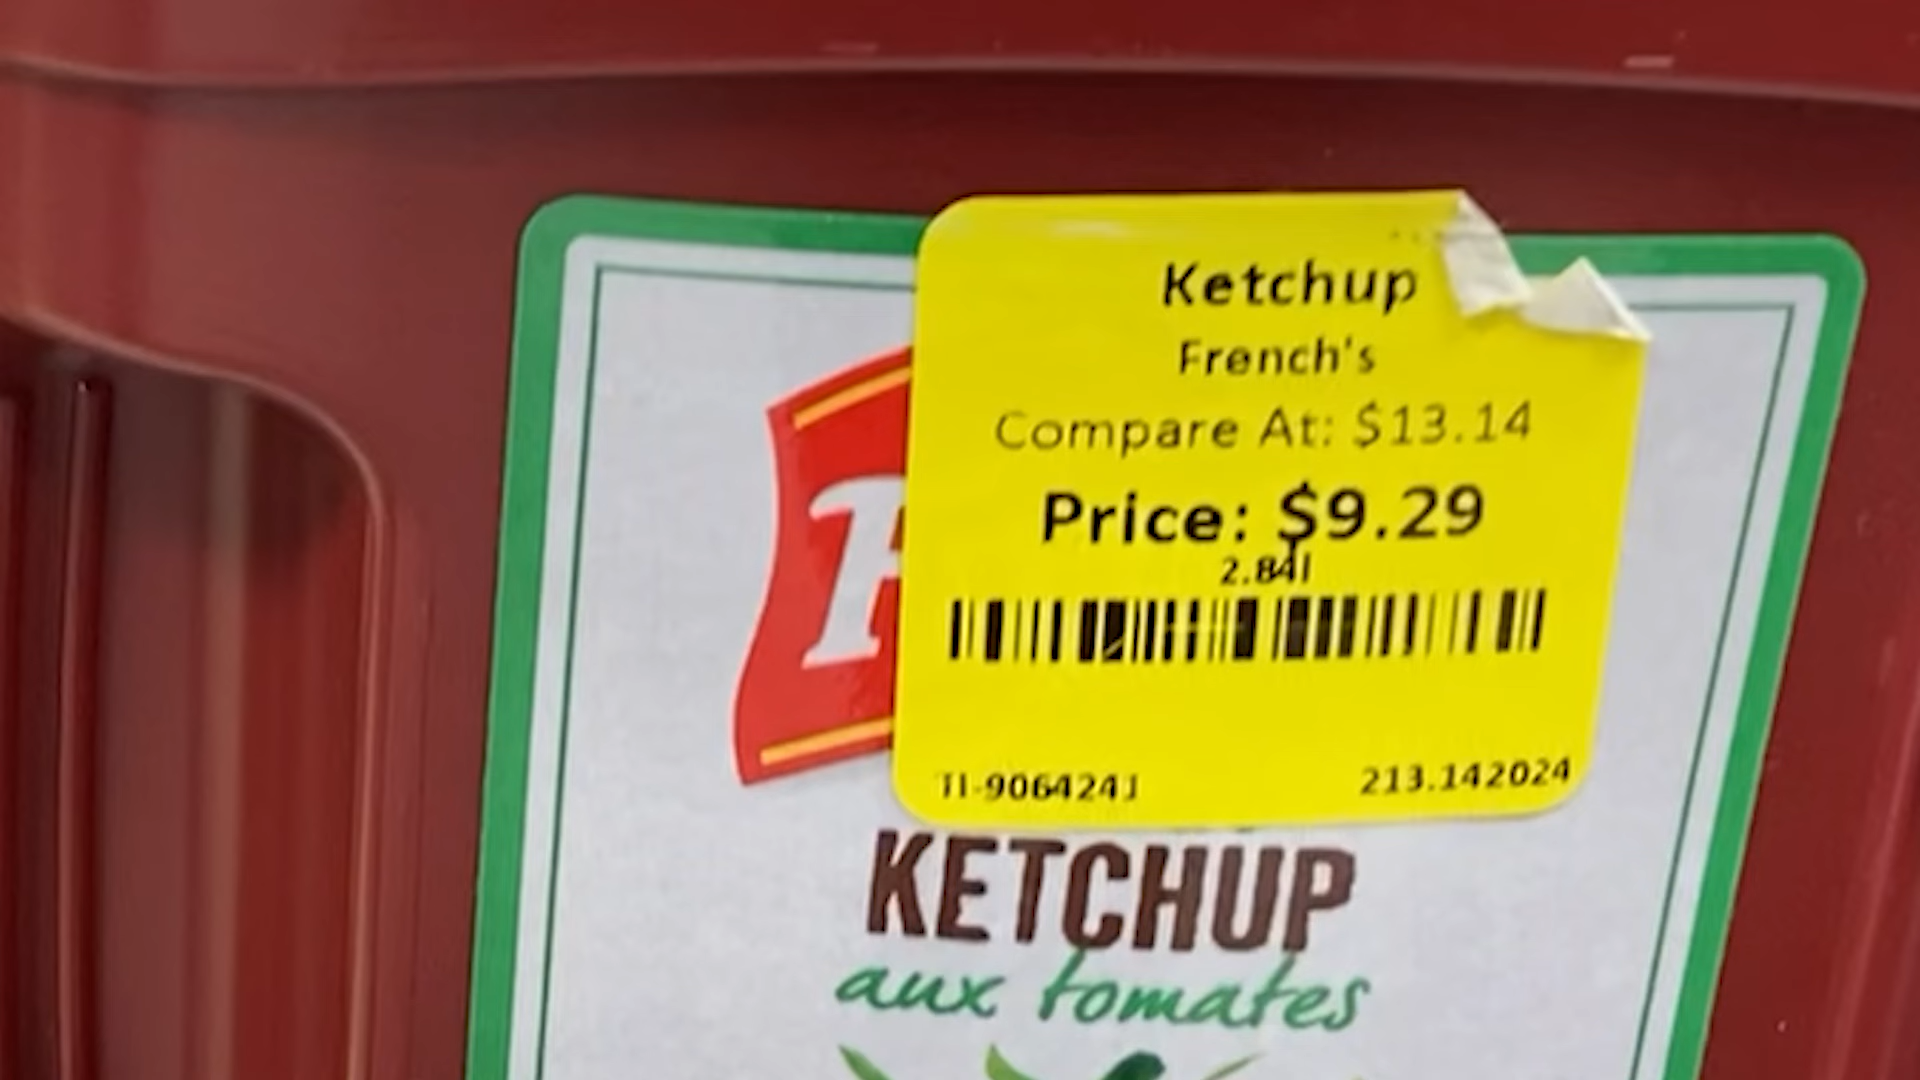 Ketchup
French's
Compare At: $13.14
Price: $9.29
2.84l
TI-9064241
213.142024
F
KETCHUP
aux tomates